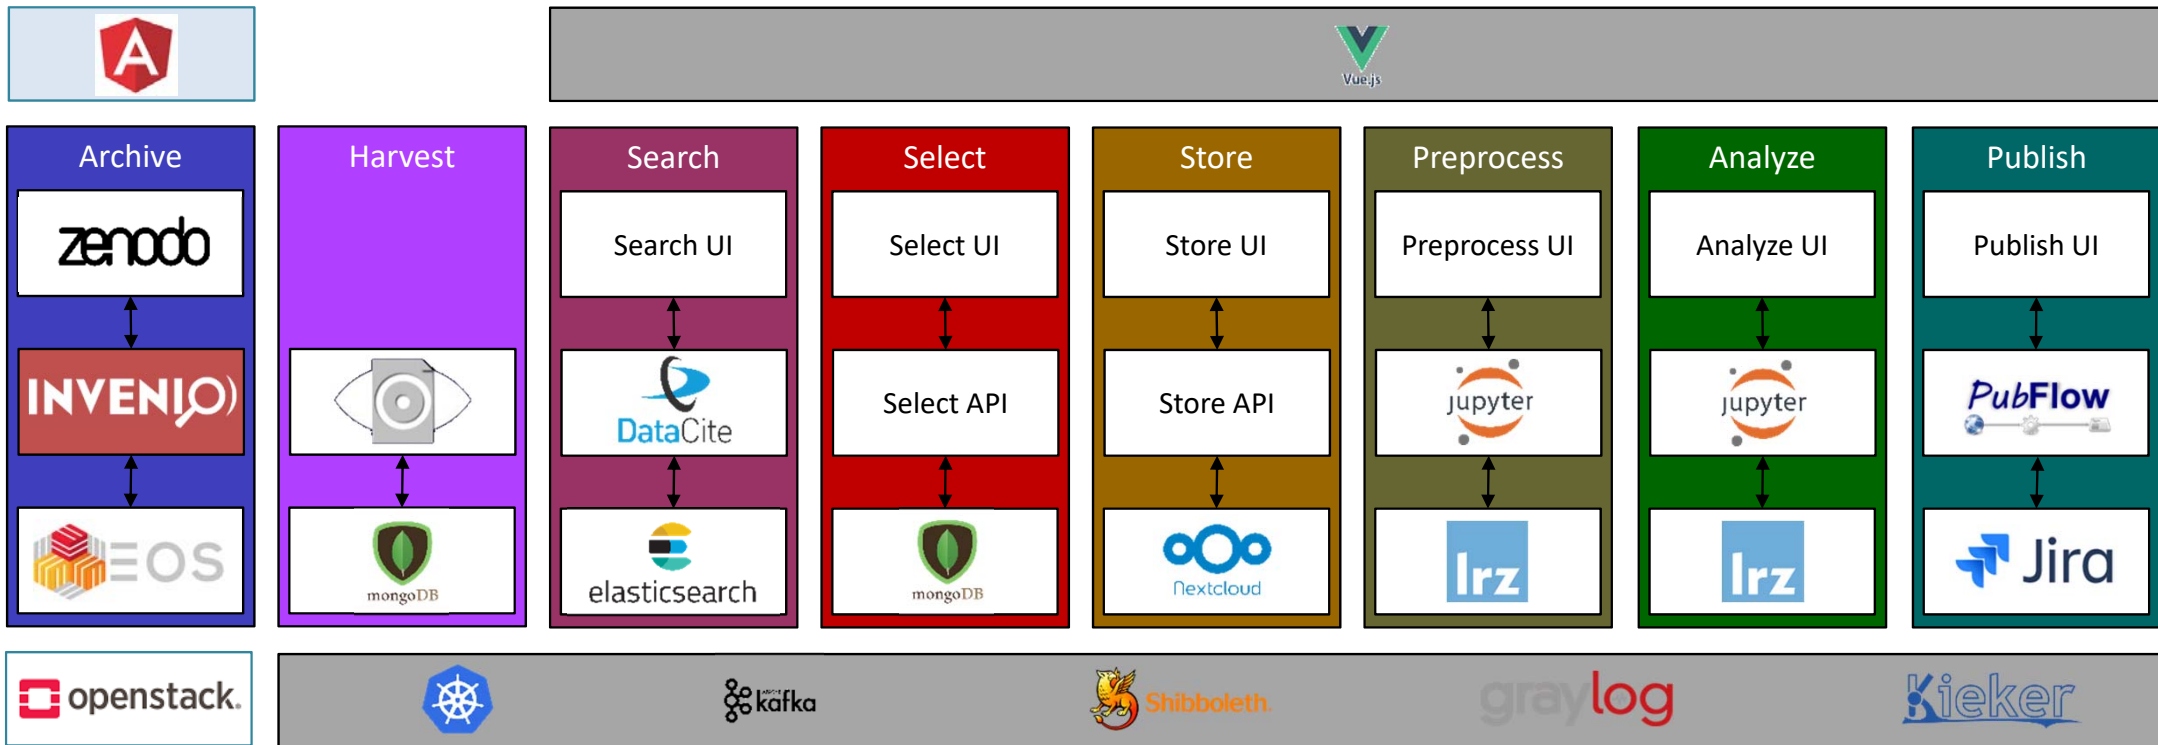 A
Vue.js
Archive
Harvest
Search
Select
Store
Preprocess
Analyze
Publish
zenodo
Search UI
Select UI
Store UI
Preprocess UI
Analyze UI
Publish UI
INVENIO
DataCite
Select API
Store API
jupyter
jupyter
PubFlow
EOS
mongoDB
elasticsearch
mongoDB
Nextcloud
lrz
lrz
Jira
openstack.
kafka
Shibboleth.
graylog
Kieker